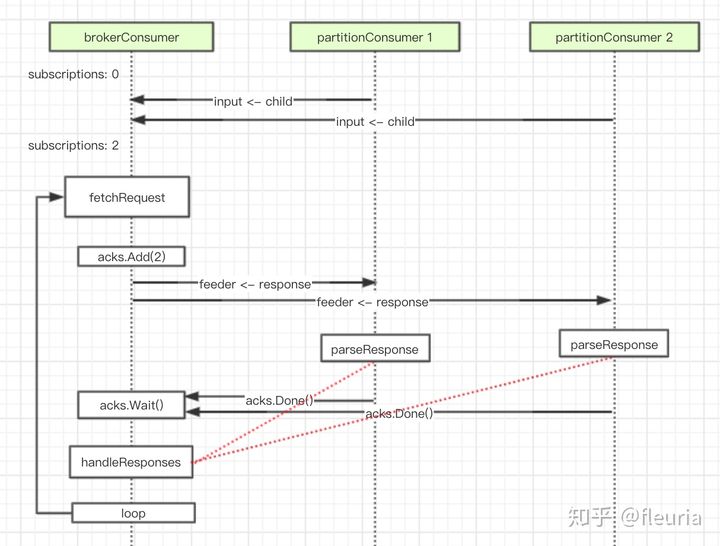 brokerConsumer
partitionConsumer 1
partitionConsumer 2
subscriptions: 0
input <- child
input <- child
subscriptions: 2
fetchRequest
acks.Add(2)
feeder <- response
feeder <- response
parseResponse
parseResponse
acks.Wait()
acks.Done()
acks.Done()
handleResponses
loop
知乎 @fleuria